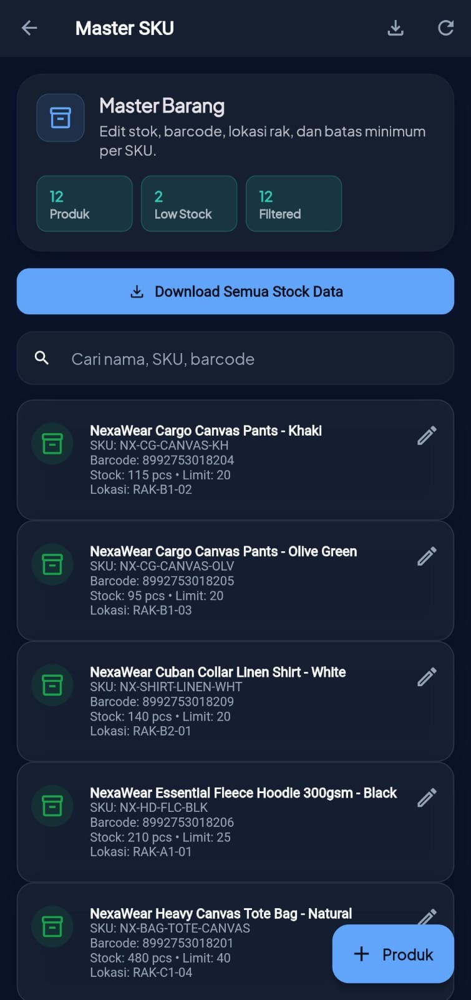 Master SKU
Master Barang
Edit stok, barcode, lokasi rak, dan batas minimum
per SKU.
12
Produk
2
Low Stock
12
Filtered
Download Semua Stock Data
Cari nama, SKU, barcode
NexaWear Cargo Canvas Pants - Khaki
SKU: NX-CG-CANVAS-KH
Barcode: 8992753018204
Stock: 115 pcs • Limit: 20
Lokasi: RAK-B1-02
NexaWear Cargo Canvas Pants - Olive Green
SKU: NX-CG-CANVAS-OLV
Barcode: 8992753018205
Stock: 95 pcs • Limit: 20
Lokasi: RAK-B1-03
NexaWear Cuban Collar Linen Shirt - White
SKU: NX-SHIRT-LINEN-WHT
Barcode: 8992753018209
Stock: 140 pcs • Limit: 20
Lokasi: RAK-B2-01
NexaWear Essential Fleece Hoodie 300gsm - Black
SKU: NX-HD-FLC-BLK
Barcode: 8992753018206
Stock: 210 pcs • Limit: 25
Lokasi: RAK-A1-01
NexaWear Heavy Canvas Tote Bag - Natural
SKU: NX-BAG-TOTE-CANVAS
Barcode: 8992753018201
Stock: 480 pcs • Limit: 40
Lokasi: RAK-C1-04
+ Produk